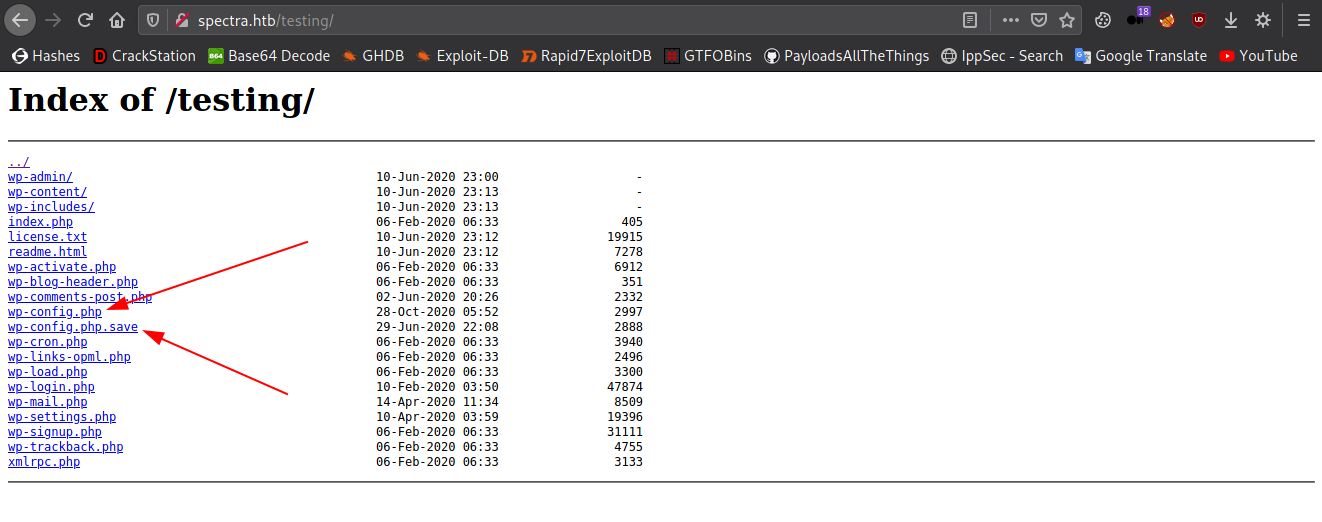 spectra.htb/testing/
18
Hashes CrackStation B64 Base64 Decode GHDB Exploit-DB Rapid7ExploitDB GTFOBins PayloadsAllTheThings IppSec - Search Google Translate YouTube
Index of /testing/
../
wp-admin/ 10-Jun-2020 23:00 -
wp-content/ 10-Jun-2020 23:13 -
wp-includes/ 10-Jun-2020 23:13 -
index.php 06-Feb-2020 06:33 405
license.txt 10-Jun-2020 23:12 19915
readme.html 10-Jun-2020 23:12 7278
wp-activate.php 06-Feb-2020 06:33 6912
wp-blog-header.php 06-Feb-2020 06:33 351
wp-comments-post.php 02-Jun-2020 20:26 2332
wp-config.php 28-Oct-2020 05:52 2997
wp-config.php.save 29-Jun-2020 22:08 2888
wp-cron.php 06-Feb-2020 06:33 3940
wp-links-opml.php 06-Feb-2020 06:33 2496
wp-load.php 06-Feb-2020 06:33 3300
wp-login.php 10-Feb-2020 03:50 47874
wp-mail.php 14-Apr-2020 11:34 8509
wp-settings.php 10-Apr-2020 03:59 19396
wp-signup.php 06-Feb-2020 06:33 31111
wp-trackback.php 06-Feb-2020 06:33 4755
xmlrpc.php 06-Feb-2020 06:33 3133